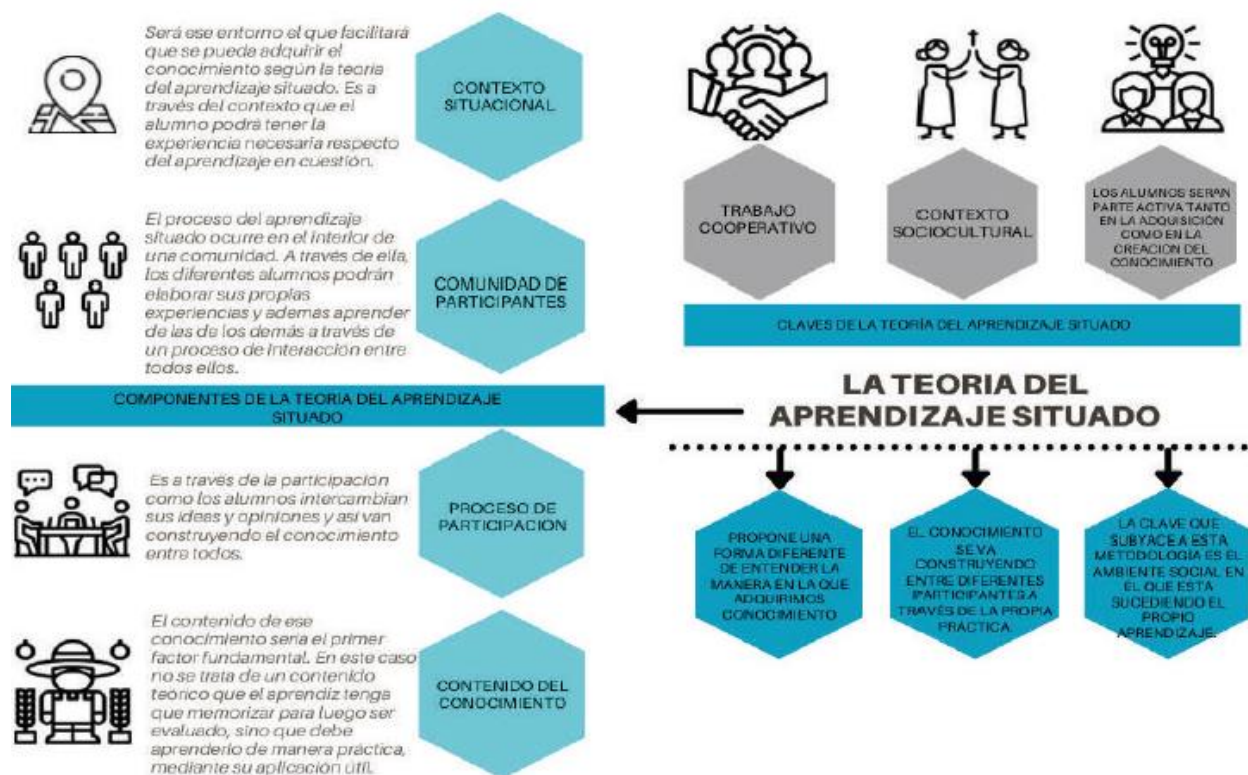 Será ese entorno el que facilitará
que se pueda adquirir el
conocimiento según la teoría
del aprendizaje situado. Es a
través del contexto que el
alumno podrá tener la
experiencia necesaria respecto
del aprendizaje en cuestión.
CONTEXTO
SITUACIONAL
El proceso del aprendizaje
situado ocurre en el interior de
una comunidad. A través de ella,
los diferentes alumnos podrán
elaborar sus propias
experiencias y además aprender
de las de los demás a través de
un proceso de interacción entre
todos ellos.
COMUNIDAD DE
PARTICIPANTES
COMPONENTES DE LA TEORÍA DEL APRENDIZAJE
SITUADO
Es a través de la participación
como los alumnos intercambian
sus ideas y opiniones y así van
construyendo el conocimiento
entre todos.
PROCESO DE
PARTICIPACION
El contenido de ese
conocimiento sería el primer
factor fundamental. En este caso
no se trata de un contenido
teórico que el aprendiz tenga
que memorizar para luego ser
evaluado, sino que debe
aprenderlo de manera práctica,
mediante su aplicación útil.
CONTENIDO DEL
CONOCIMIENTO
TRABAJO
COOPERATIVO
CONTEXTO
SOCIOCULTURAL
LOS ALUMNOS SERAN
PARTE ACTIVA TANTO
EN LA ADQUISICIÓN
COMO EN LA
CREACION DEL
CONOCIMIENTO
CLAVES DE LA TEORÍA DEL APRENDIZAJE SITUADO
LA TEORIA DEL
APRENDIZAJE SITUADO
PROPONE UNA
FORMA DIFERENTE
DE ENTENDER LA
MANERA EN LA QUE
ADQUIRIMOS
CONOCIMIENTO
EL CONOCIMIENTO
SE VA
CONSTRUYENDO
ENTRE DIFERENTES
PARTICIPANTES A
TRAVÉS DE LA PROPIA
PRÁCTICA.
LA CLAVE QUE
SUBYACE A ESTA
METODOLOGÍA ES EL
AMBIENTE SOCIAL EN
EL QUE ESTA
SUCEDIENDO EL
PROPIO
APRENDIZAJE.